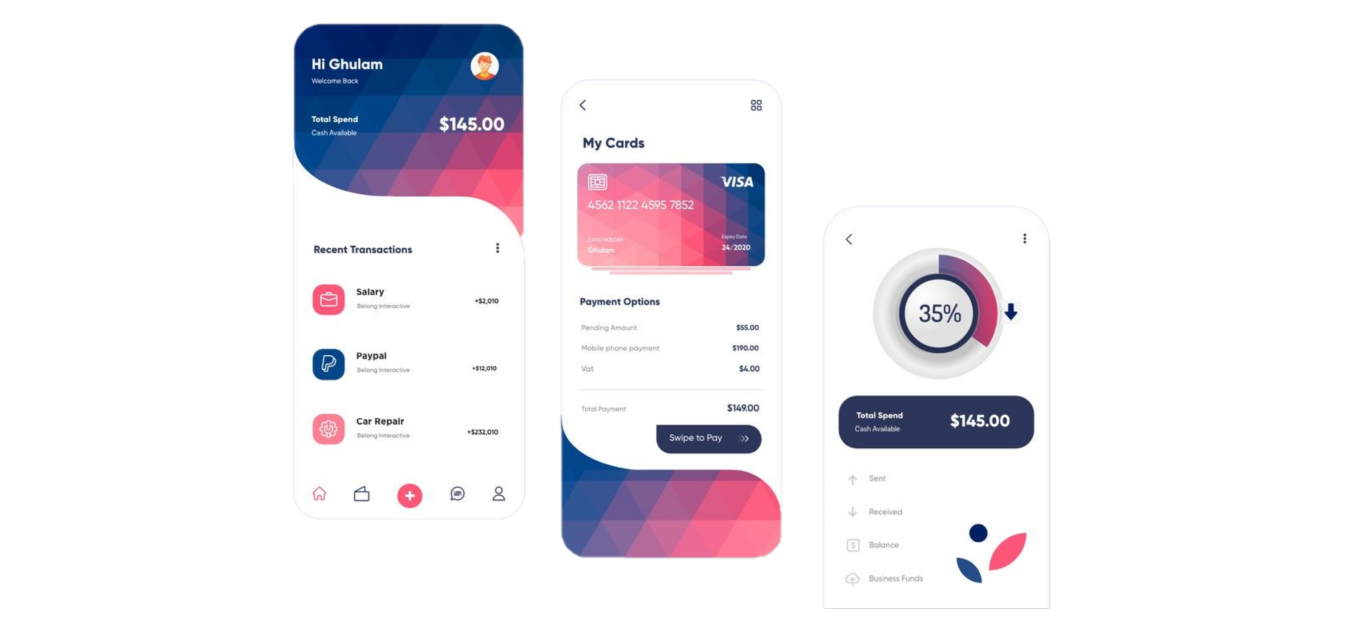 Hi Ghulam
Welcome Back
Total Spend
Cash Available
$145.00
Recent Transactions
Salary
Belong Interactive
+$2,010
Paypal
Belong Interactive
+$12,010
Car Repair
Belong Interactive
+$232,010
My Cards
VISA
4562 1122 4595 7852
CARD HOLDER
Ghulam
Expiry Date
24/2020
Payment Options
Pending Amount $55.00
Mobile phone payment $190.00
Vat $4.00
Total Payment $149.00
Swipe to Pay
35%
Total Spend
Cash Available
$145.00
Sent
Received
Balance
Business Funds